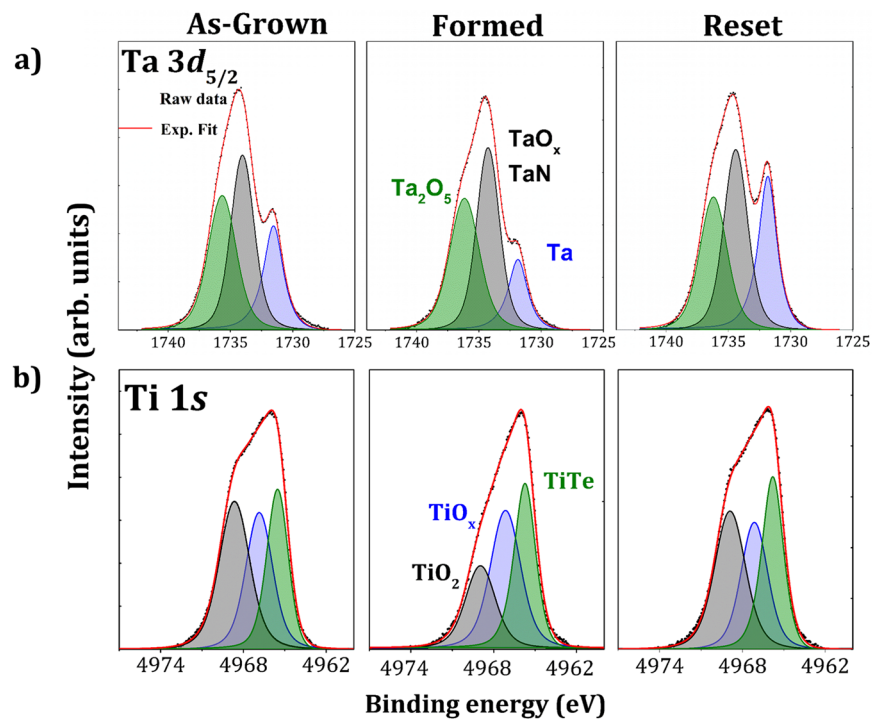 As-Grown Formed Reset
a) Ta 3d5/2
Raw data
Exp. Fit
TaOx
TaN
Ta2O5
Ta
1740 1735 1730 1725 1740 1735 1730 1725 1740 1735 1730 1725
Intensity (arb. units)
b) Ti 1s
TiTe
TiOx
TiO2
4974 4968 4962 4974 4968 4962 4974 4968 4962
Binding energy (eV)